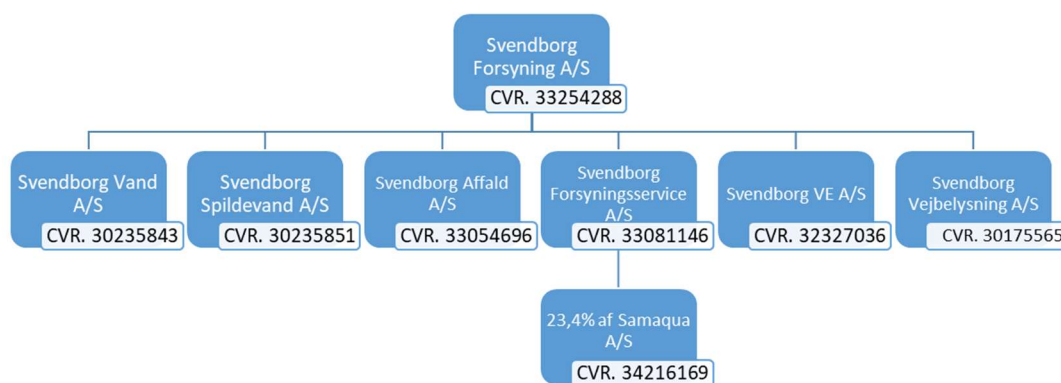 Svendborg
Forsyning A/S
CVR. 33254288
Svendborg Vand
A/S
CVR. 30235843
Svendborg
Spildevand A/S
CVR. 30235851
Svendborg Affald
A/S
CVR. 33054696
Svendborg
Forsyningsservice
A/S
CVR. 33081146
Svendborg VE A/S
CVR. 32327036
Svendborg
Vejbelysning A/S
CVR. 30175565
23,4% af Samaqua
A/S
CVR. 34216169